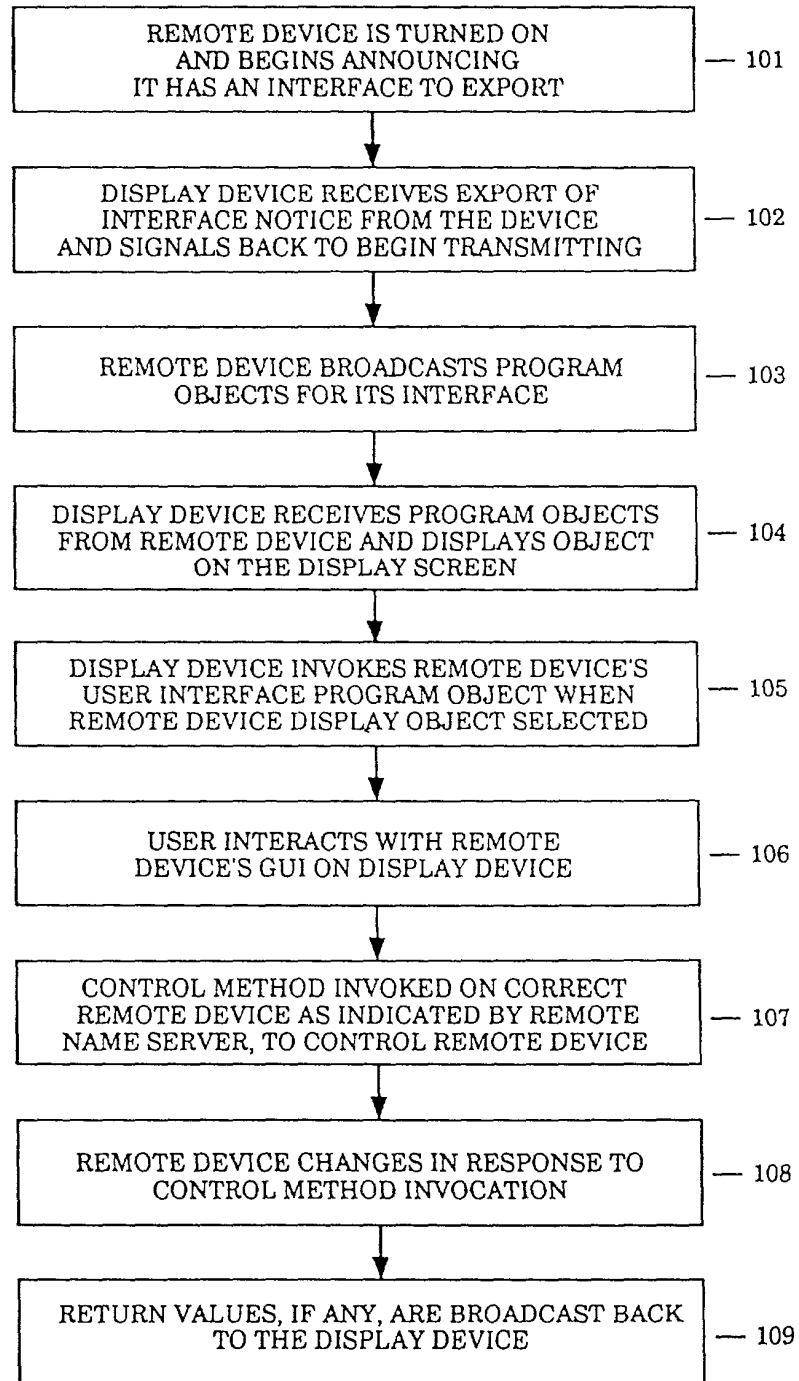 REMOTE DEVICE IS TURNED ON
AND BEGINS ANNOUNCING
IT HAS AN INTERFACE TO EXPORT
101
DISPLAY DEVICE RECEIVES EXPORT OF
INTERFACE NOTICE FROM THE DEVICE
AND SIGNALS BACK TO BEGIN TRANSMITTING
102
REMOTE DEVICE BROADCASTS PROGRAM
OBJECTS FOR ITS INTERFACE
103
DISPLAY DEVICE RECEIVES PROGRAM OBJECTS
FROM REMOTE DEVICE AND DISPLAYS OBJECT
ON THE DISPLAY SCREEN
104
DISPLAY DEVICE INVOKES REMOTE DEVICE'S
USER INTERFACE PROGRAM OBJECT WHEN
REMOTE DEVICE DISPLAY OBJECT SELECTED
105
USER INTERACTS WITH REMOTE
DEVICE'S GUI ON DISPLAY DEVICE
106
CONTROL METHOD INVOKED ON CORRECT
REMOTE DEVICE AS INDICATED BY REMOTE
NAME SERVER, TO CONTROL REMOTE DEVICE
107
REMOTE DEVICE CHANGES IN RESPONSE TO
CONTROL METHOD INVOCATION
108
RETURN VALUES, IF ANY, ARE BROADCAST BACK
TO THE DISPLAY DEVICE
109